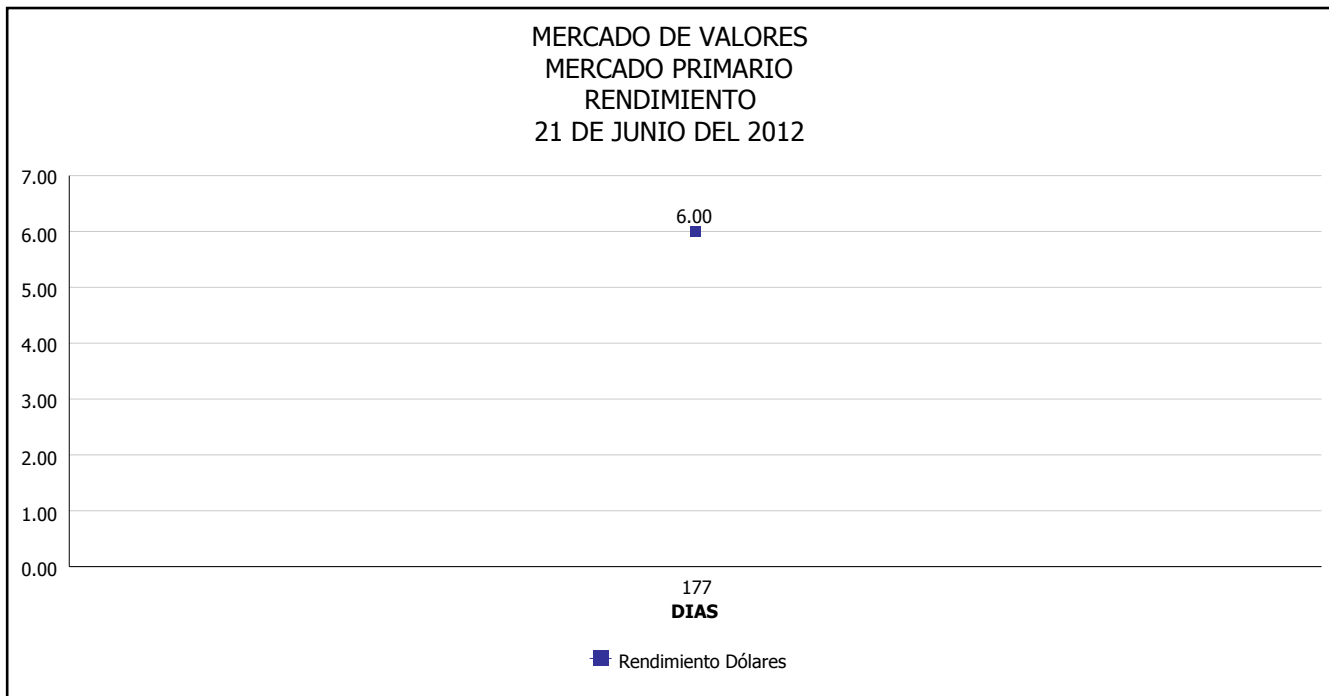 MERCADO DE VALORES
MERCADO PRIMARIO
RENDIMIENTO
21 DE JUNIO DEL 2012
7.00
6.00
6.00
5.00
4.00
3.00
2.00
1.00
0.00
177
DIAS
Rendimiento Dólares